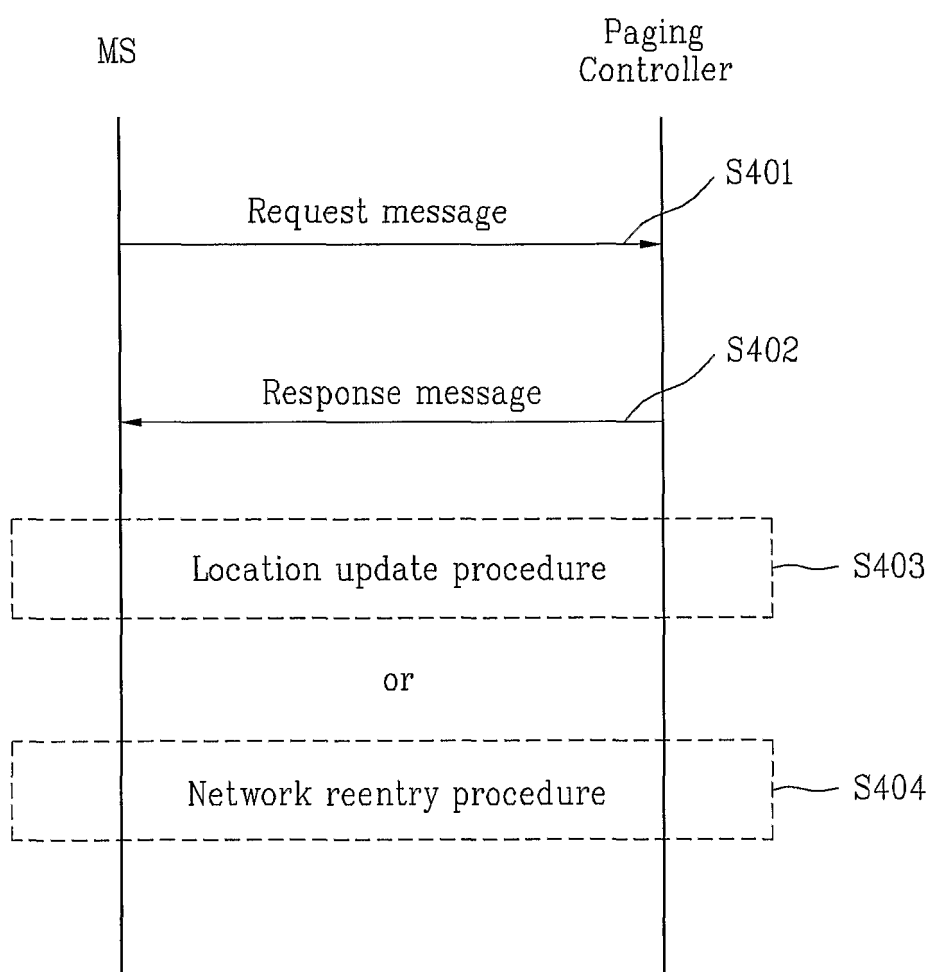 MS
Paging
Controller
S401
Request message
S402
Response message
Location update procedure
S403
or
Network reentry procedure
S404